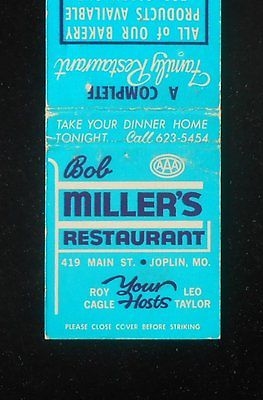 A COMPLETE
Family Restaurant
ALL of OUR BAKERY
PRODUCTS AVAILABLE
TAKE YOUR DINNER HOME
TONIGHT... Call 623-5454
Bob
AAA
MILLER'S
RESTAURANT
419 MAIN ST. • JOPLIN, MO.
ROY CAGLE
Your Hosts
LEO TAYLOR
PLEASE CLOSE COVER BEFORE STRIKING